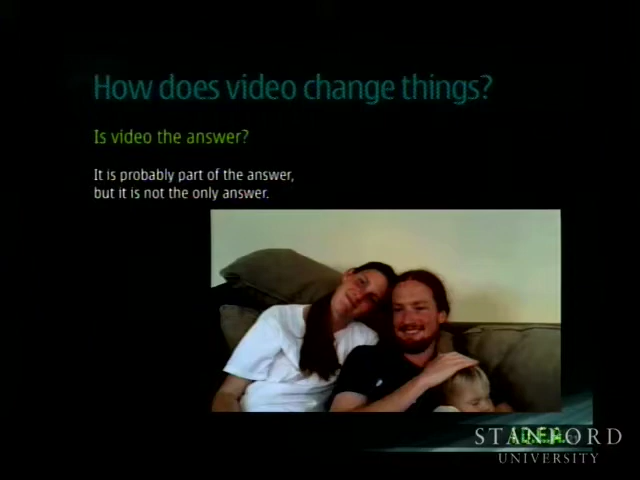 How does video change things?
Is video the answer?
It is probably part of the answer,
but it is not the only answer.
STANFORD
UNIVERSITY